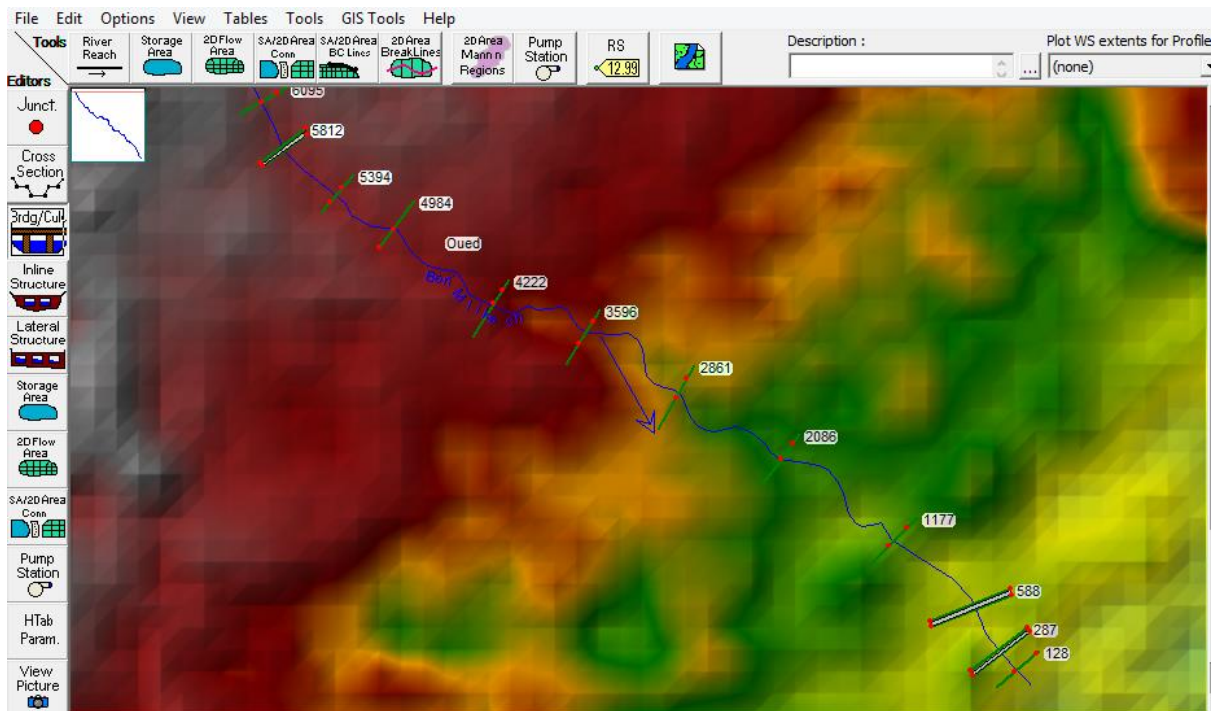 File Edit Options View Tables Tools GIS Tools Help
Tools
Editors
River
Reach
Storage
Area
2D Flow
Area
SA/2D Area
Conn
SA/2D Area
BC Lines
2D Area
BreakLines
2D Area
Mann n
Regions
Pump
Station
RS
12.99
Description :
...
Plot WS extents for Profile
(none)
Junct.
Cross
Section
Brdg/Cul
Inline
Structure
Lateral
Structure
Storage
Area
2D Flow
Area
SA/2D Area
Conn
Pump
Station
HTab
Param.
View
Picture
6095
5812
5394
4984
Oued
4222
3596
2861
2086
1177
588
287
128